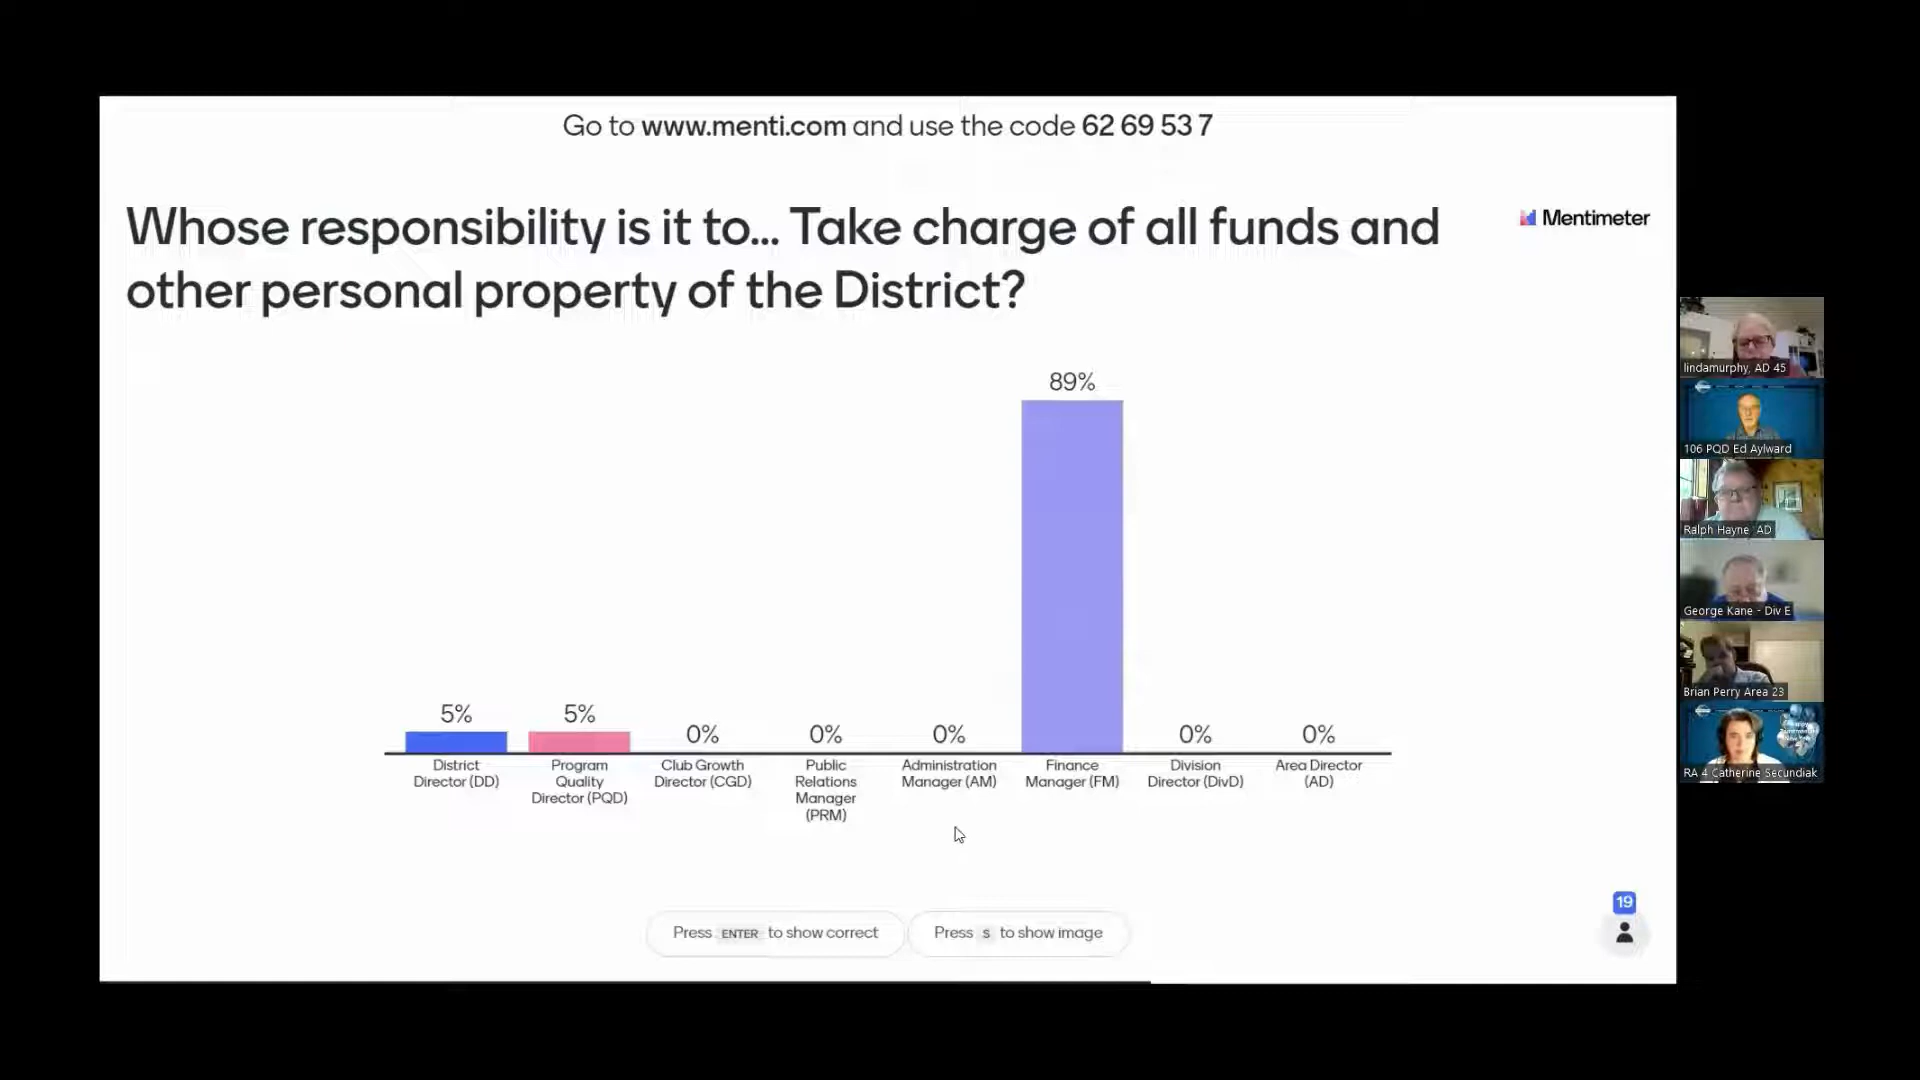 Go to www.menti.com and use the code 62 69 53 7
Whose responsibility is it to... Take charge of all funds and
other personal property of the District?
Mentimeter
89%
5%
5%
0%
0%
0%
0%
0%
District
Director (DD)
Program
Quality
Director (PQD)
Club Growth
Director (CGD)
Public
Relations
Manager
(PRM)
Administration
Manager (AM)
Finance
Manager (FM)
Division
Director (DivD)
Area Director
(AD)
Press ENTER to show correct
Press S to show image
19
lindamurphy, AD 45
106 PQD Ed Aylward
Ralph Hayne AD
George Kane - Div E
Brian Perry Area 23
RA 4 Catherine Secundiak